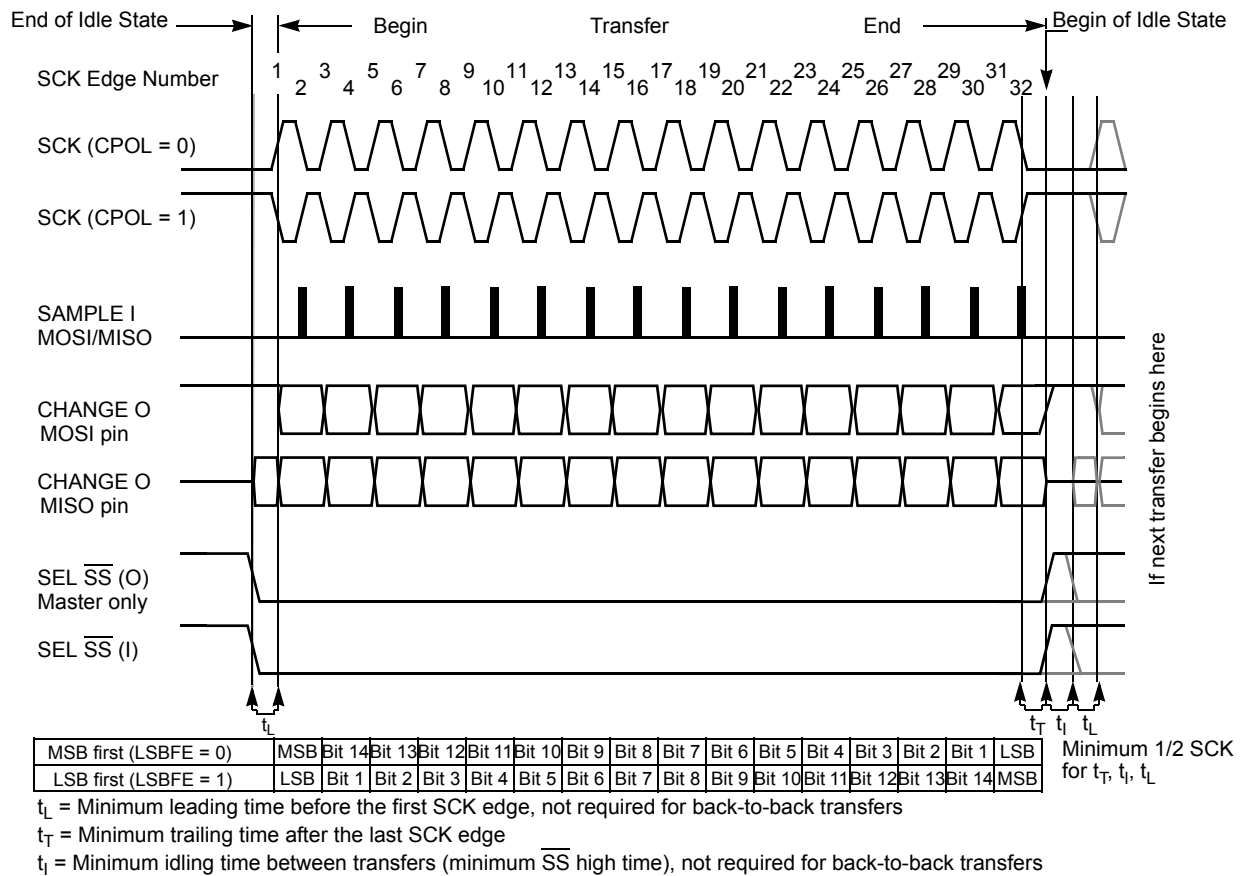 End of Idle State
Begin
Transfer
End
Begin of Idle State
SCK Edge Number
1 3 5 7 9 11 13 15 17 19 21 23 25 27 29 31
2 4 6 8 10 12 14 16 18 20 22 24 26 28 30 32
SCK (CPOL = 0)
SCK (CPOL = 1)
SAMPLE I
MOSI/MISO
CHANGE O
MOSI pin
CHANGE O
MISO pin
SEL SS (O)
Master only
SEL SS (I)
If next transfer begins here
tL
tT tI tL
MSB first (LSBFE = 0) MSB Bit 14 Bit 13 Bit 12 Bit 11 Bit 10 Bit 9 Bit 8 Bit 7 Bit 6 Bit 5 Bit 4 Bit 3 Bit 2 Bit 1 LSB
LSB first (LSBFE = 1) LSB Bit 1 Bit 2 Bit 3 Bit 4 Bit 5 Bit 6 Bit 7 Bit 8 Bit 9 Bit 10 Bit 11 Bit 12 Bit 13 Bit 14 MSB
Minimum 1/2 SCK
for tT, tI, tL
tL = Minimum leading time before the first SCK edge, not required for back-to-back transfers
tT = Minimum trailing time after the last SCK edge
tI = Minimum idling time between transfers (minimum SS high time), not required for back-to-back transfers